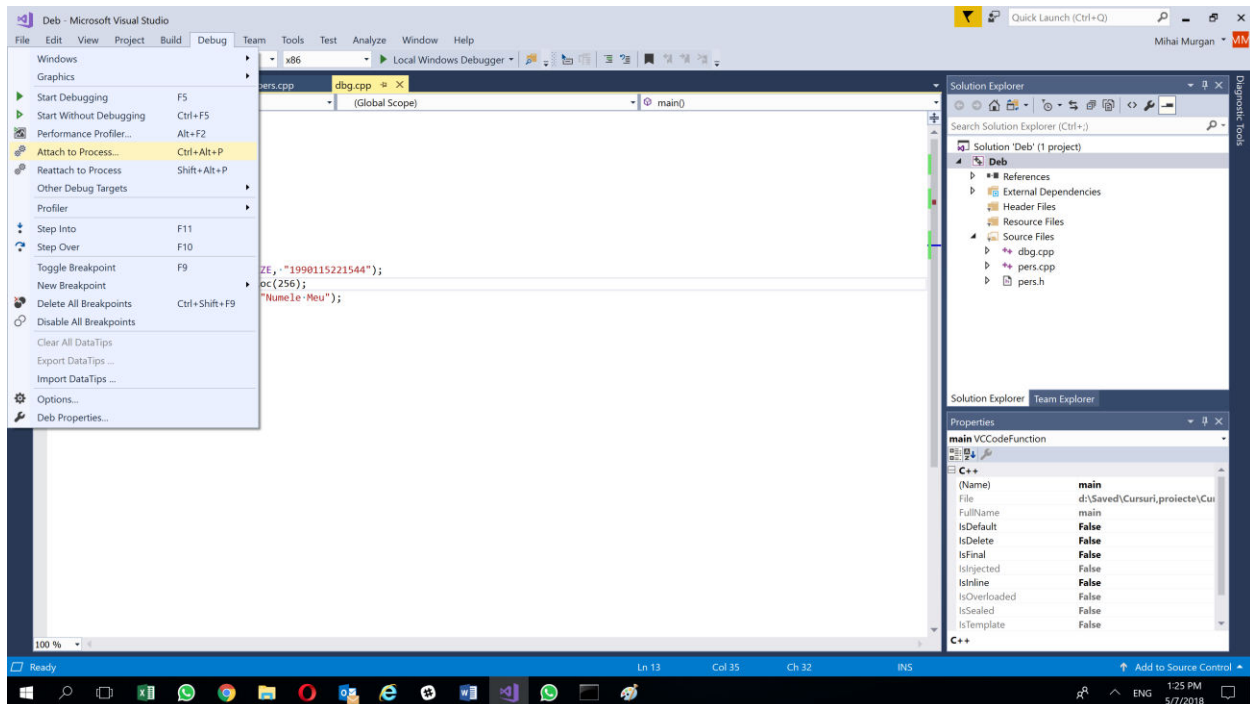 Deb - Microsoft Visual Studio
Quick Launch (Ctrl+Q)
File Edit View Project Build Debug Team Tools Test Analyze Window Help
Mihai Murgan MM
x86 Local Windows Debugger
Windows
Graphics
Start Debugging F5
Start Without Debugging Ctrl+F5
Performance Profiler... Alt+F2
Attach to Process... Ctrl+Alt+P
Reattach to Process Shift+Alt+P
Other Debug Targets
Profiler
Step Into F11
Step Over F10
Toggle Breakpoint F9
New Breakpoint
Delete All Breakpoints Ctrl+Shift+F9
Disable All Breakpoints
Clear All DataTips
Export DataTips ...
Import DataTips ...
Options...
Deb Properties...
pers.cpp dbg.cpp
(Global Scope) main()
ZE,·"1990115221544");
oc(256);
"Numele·Meu");
100 %
Solution Explorer
Search Solution Explorer (Ctrl+;)
Solution 'Deb' (1 project)
Deb
References
External Dependencies
Header Files
Resource Files
Source Files
dbg.cpp
pers.cpp
pers.h
Solution Explorer Team Explorer
Properties
main VCCodeFunction
C++
(Name) main
File d:\Saved\Cursuri,proiecte\Cur
FullName main
IsDefault False
IsDelete False
IsFinal False
IsInjected False
IsInline False
IsOverloaded False
IsSealed False
IsTemplate False
C++
Diagnostic Tools
Ready Ln 13 Col 35 Ch 32 INS Add to Source Control
ENG 1:25 PM
5/7/2018